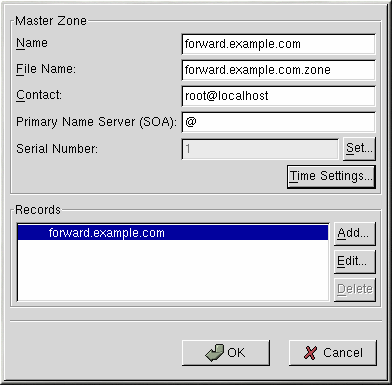 Master Zone
Name forward.example.com
File Name: forward.example.com.zone
Contact: root@localhost
Primary Name Server (SOA): @
Serial Number: 1 Set...
Time Settings...
Records
forward.example.com Add...
Edit...
Delete
OK Cancel